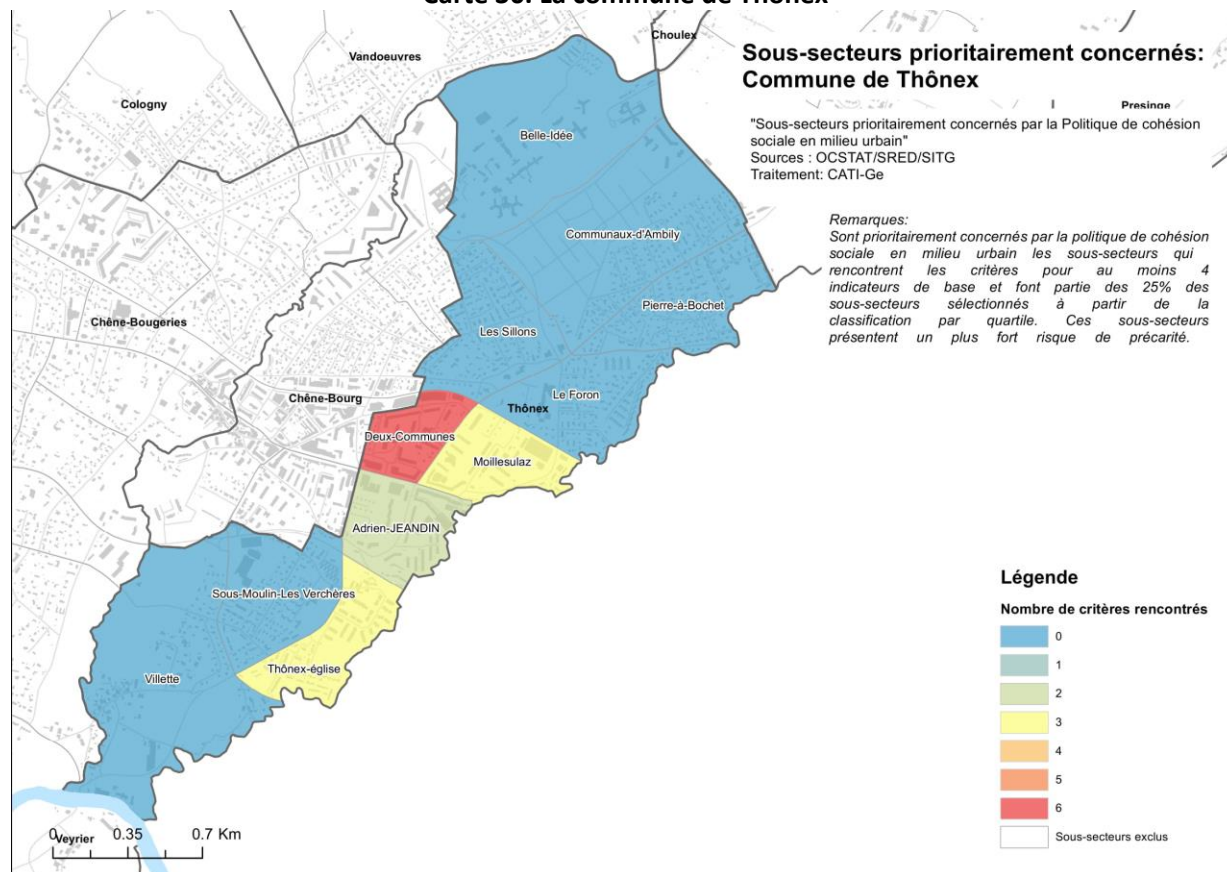 Carte 30. La commune de Thônex
Choulex
Vandoeuvres
Sous-secteurs prioritairement concernés:
Commune de Thônex
Cologny
Presinge
"Sous-secteurs prioritairement concernés par la Politique de cohésion
sociale en milieu urbain"
Sources : OCSTAT/SRED/SITG
Traitement: CATI-Ge
Belle-Idée
Remarques:
Sont prioritairement concernés par la politique de cohésion
sociale en milieu urbain les sous-secteurs qui
rencontrent les critères pour au moins 4
indicateurs de base et font partie des 25% des
sous-secteurs sélectionnés à partir de la
classification par quartile. Ces sous-secteurs
présentent un plus fort risque de précarité.
Communaux-d'Ambily
Pierre-à-Bochet
Chêne-Bougeries
Les Sillons
Chêne-Bourg
Le Foron
Thônex
Deux-Communes
Moillesulaz
Adrien-JEANDIN
Sous-Moulin-Les Verchères
Thônex-église
Villette
Légende
Nombre de critères rencontrés
0
1
2
3
4
5
6
Sous-secteurs exclus
0 0.35 0.7 Km
Veyrier